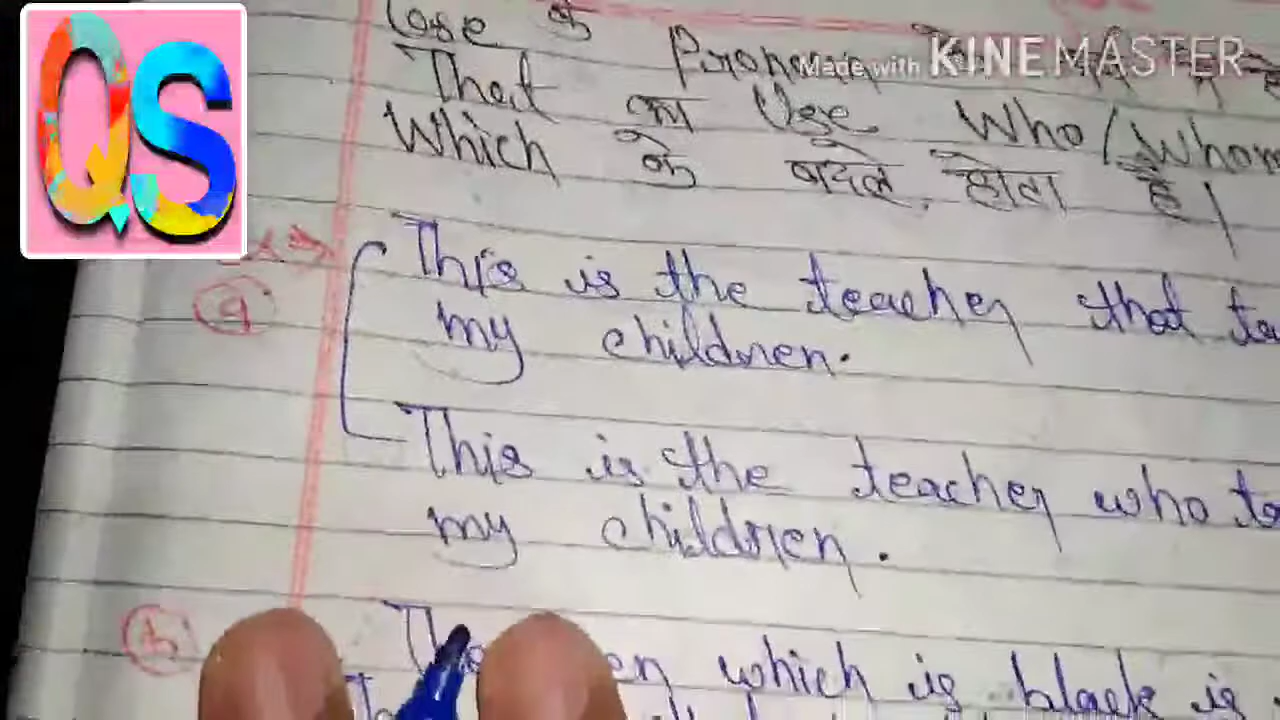 QS
Made with KINEMASTER
Use के
That का Use Who/Whom
Which के बदले होता है।
Ex
a This is the teacher that
my children.
This is the teacher who
my children.
b which is black is